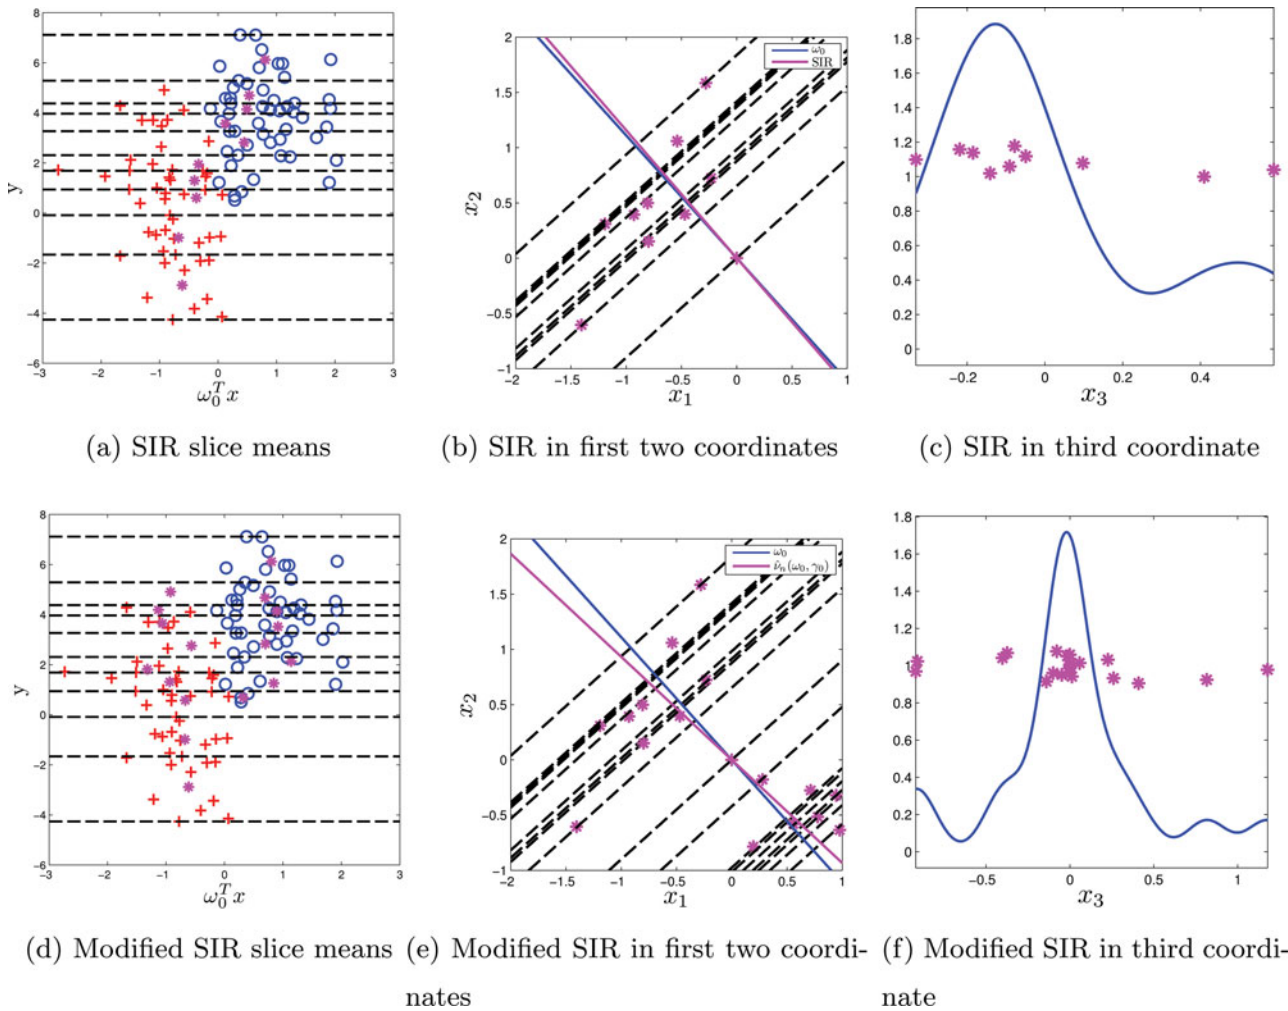 8
6
4
2
0
−2
−4
−6
−3 −2 −1 0 1 2 3
y
ω₀ᵀx
(a) SIR slice means
2
1.5
1
0.5
0
−0.5
−1
−2 −1.5 −1 −0.5 0 0.5 1
x₂
x₁
ω₀
SIR
(b) SIR in first two coordinates
1.8
1.6
1.4
1.2
1
0.8
0.6
0.4
0.2
0
−0.2 0 0.2 0.4
x₃
(c) SIR in third coordinate
8
6
4
2
0
−2
−4
−6
−3 −2 −1 0 1 2 3
y
ω₀ᵀx
(d) Modified SIR slice means
2
1.5
1
0.5
0
−0.5
−1
−2 −1.5 −1 −0.5 0 0.5 1
x₂
x₁
ω₀
ν̃ₙ(ω₀, γ₀)
(e) Modified SIR in first two coordi-
nates
1.8
1.6
1.4
1.2
1
0.8
0.6
0.4
0.2
0
−0.5 0 0.5 1
x₃
(f) Modified SIR in third coordi-
nate